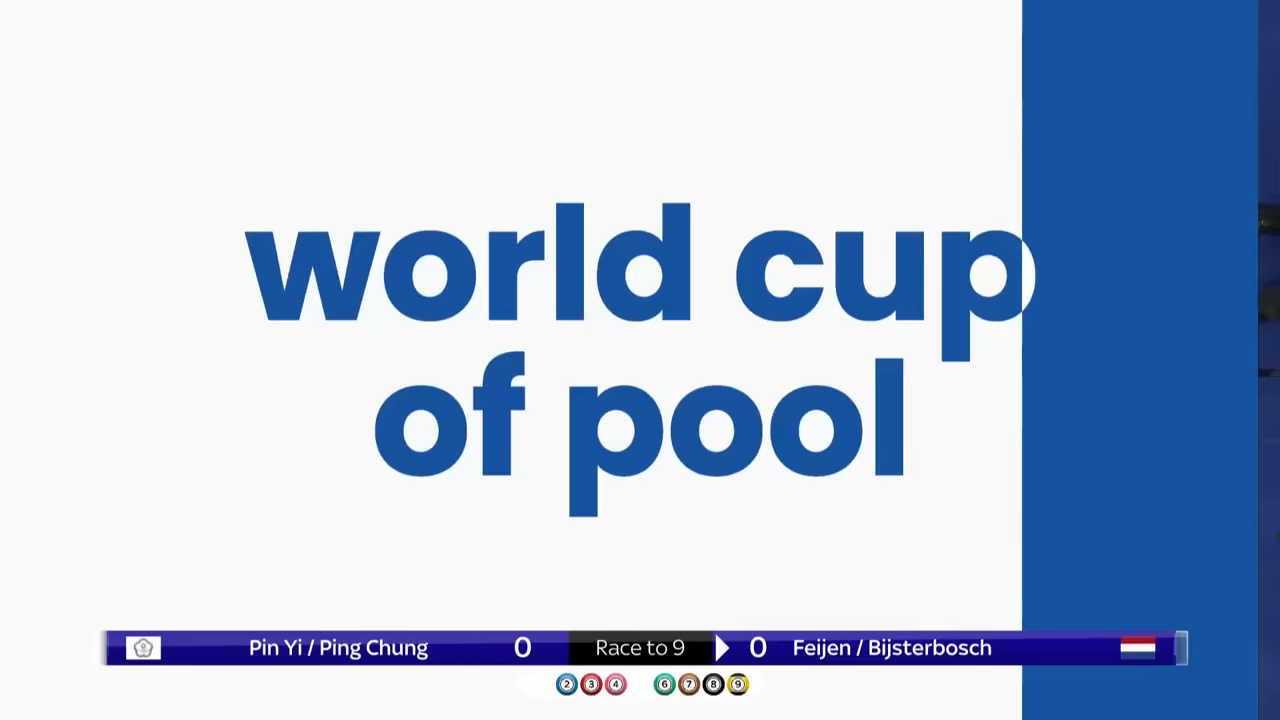 world cup
of pool
Pin Yi / Ping Chung 0 Race to 9 0 Feijen / Bijsterbosch
2 3 4 6 7 8 9